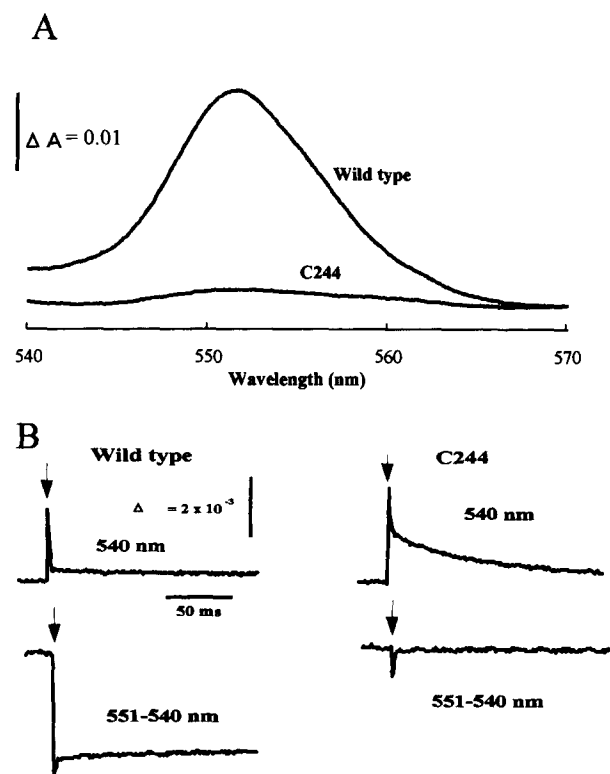 A
Δ A = 0.01
Wild type
C244
540 550 560 570
Wavelength (nm)
B
Wild type
C244
Δ = 2 x 10⁻³
540 nm
540 nm
50 ms
551-540 nm
551-540 nm